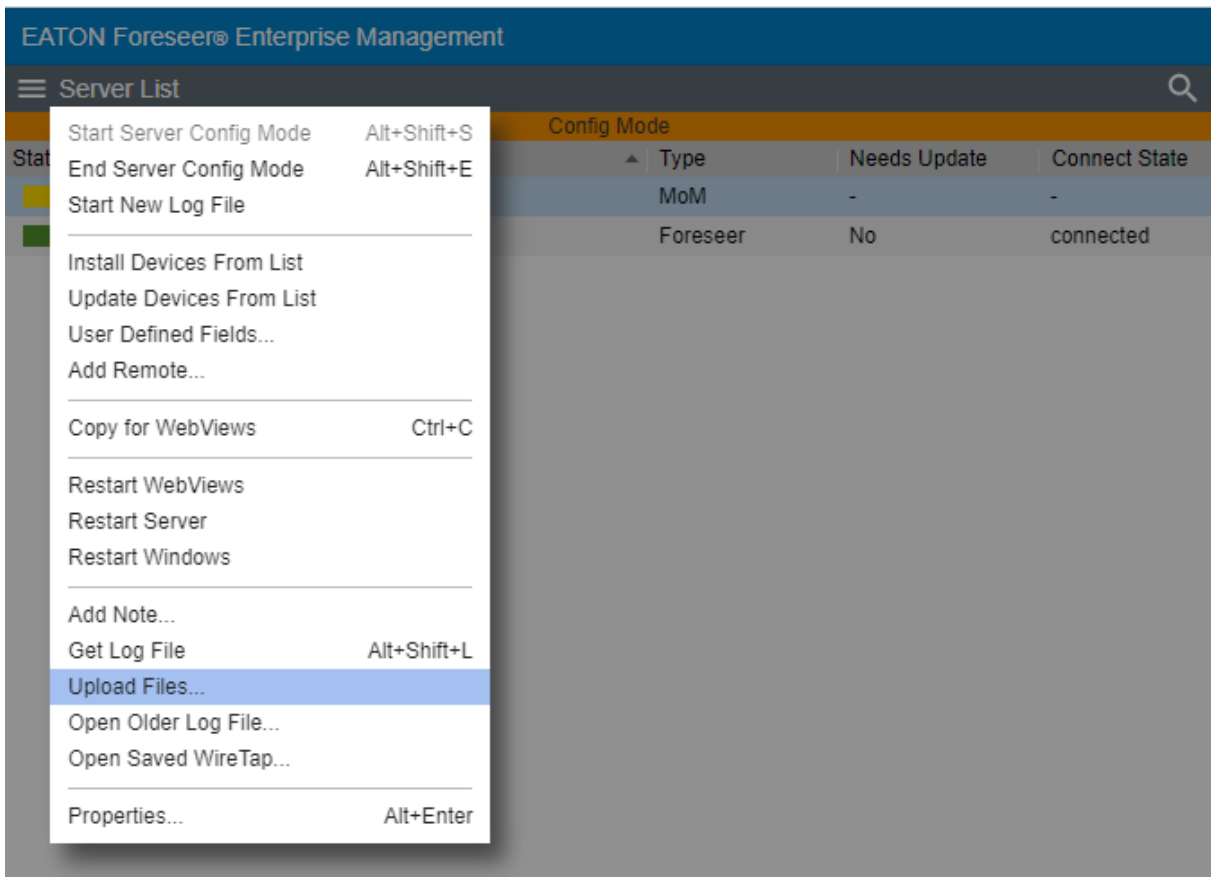 EATON Foreseer® Enterprise Management
Server List
Config Mode
Stat Type Needs Update Connect State
MoM - -
Foreseer No connected
Start Server Config Mode Alt+Shift+S
End Server Config Mode Alt+Shift+E
Start New Log File
Install Devices From List
Update Devices From List
User Defined Fields...
Add Remote...
Copy for WebViews Ctrl+C
Restart WebViews
Restart Server
Restart Windows
Add Note...
Get Log File Alt+Shift+L
Upload Files...
Open Older Log File...
Open Saved WireTap...
Properties... Alt+Enter